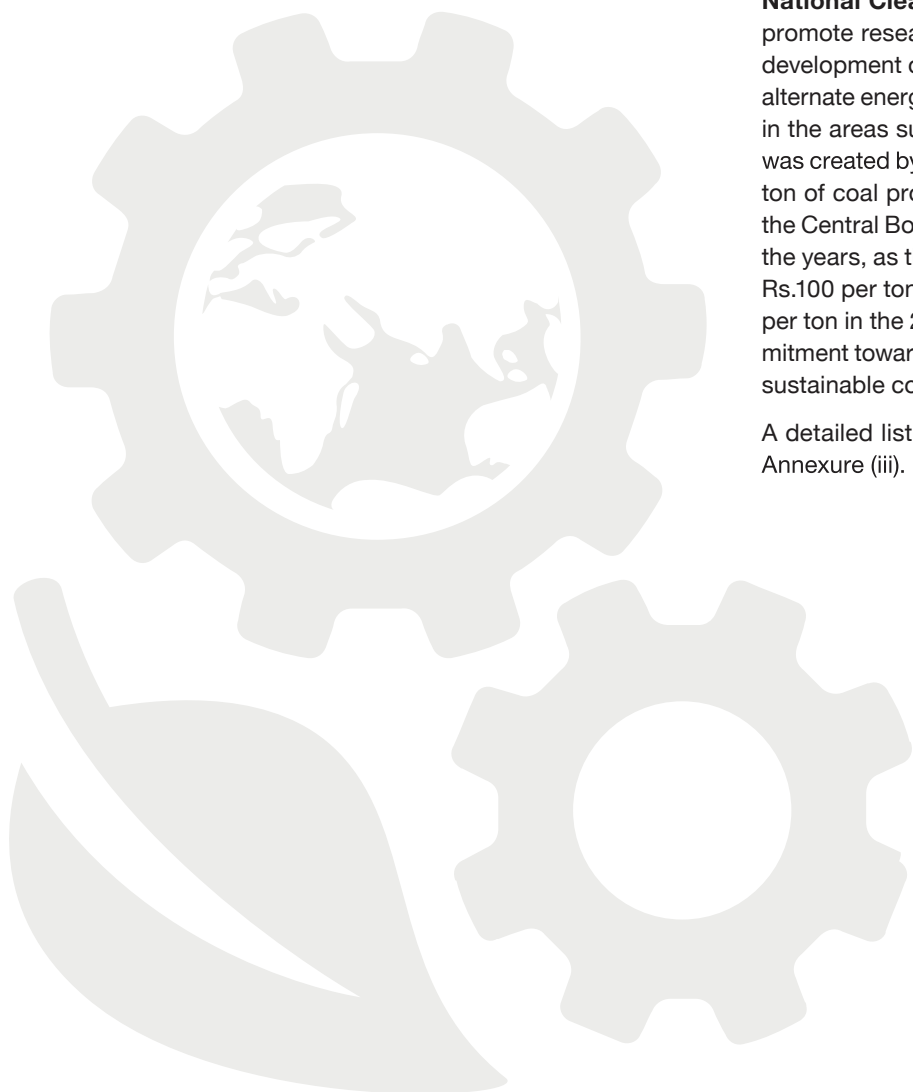 National Clea
promote resea
development o
alternate energ
in the areas su
was created by
ton of coal pro
the Central Bo
the years, as t
Rs.100 per ton
per ton in the 2
mitment towar
sustainable co
A detailed list
Annexure (iii).